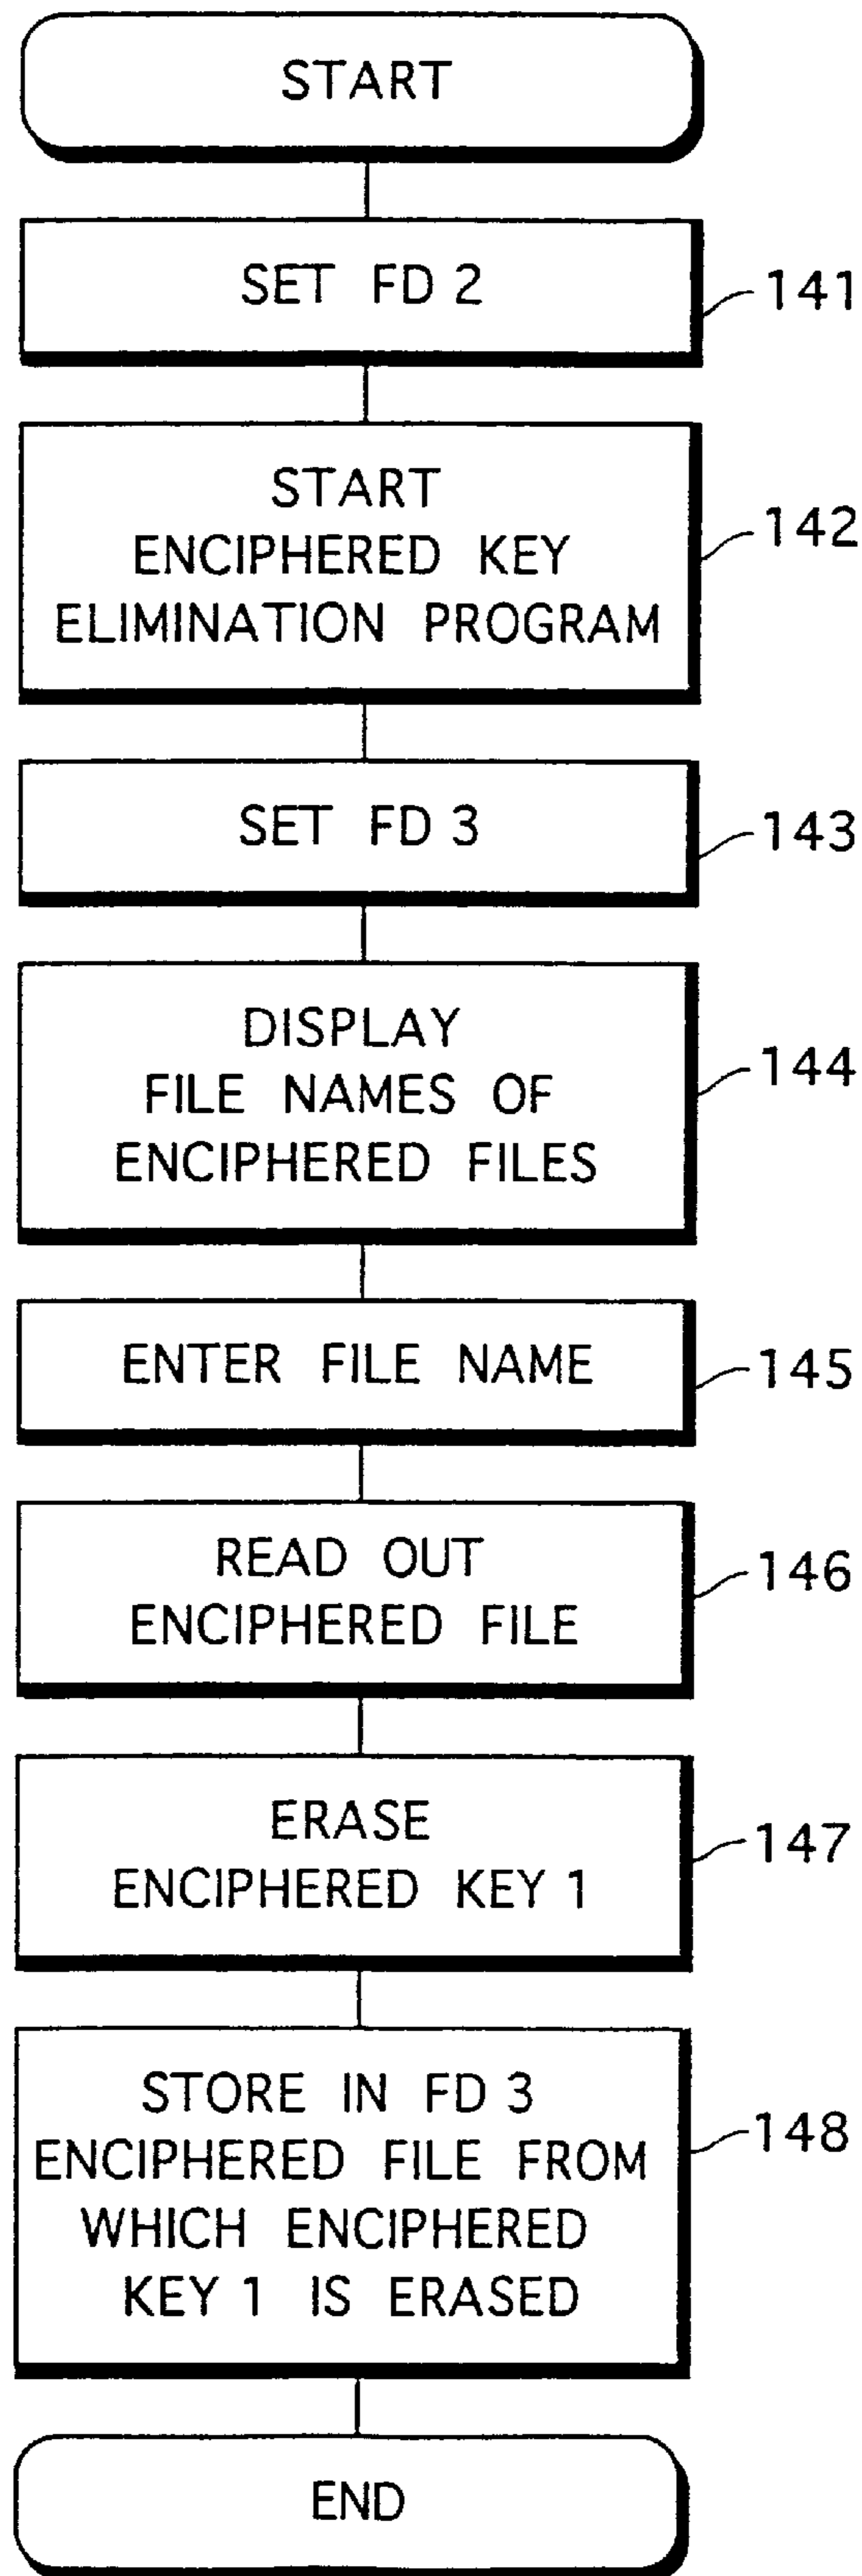 START
SET FD 2
141
START
ENCIPHERED KEY
ELIMINATION PROGRAM
142
SET FD 3
143
DISPLAY
FILE NAMES OF
ENCIPHERED FILES
144
ENTER FILE NAME
145
READ OUT
ENCIPHERED FILE
146
ERASE
ENCIPHERED KEY 1
147
STORE IN FD 3
ENCIPHERED FILE FROM
WHICH ENCIPHERED
KEY 1 IS ERASED
148
END